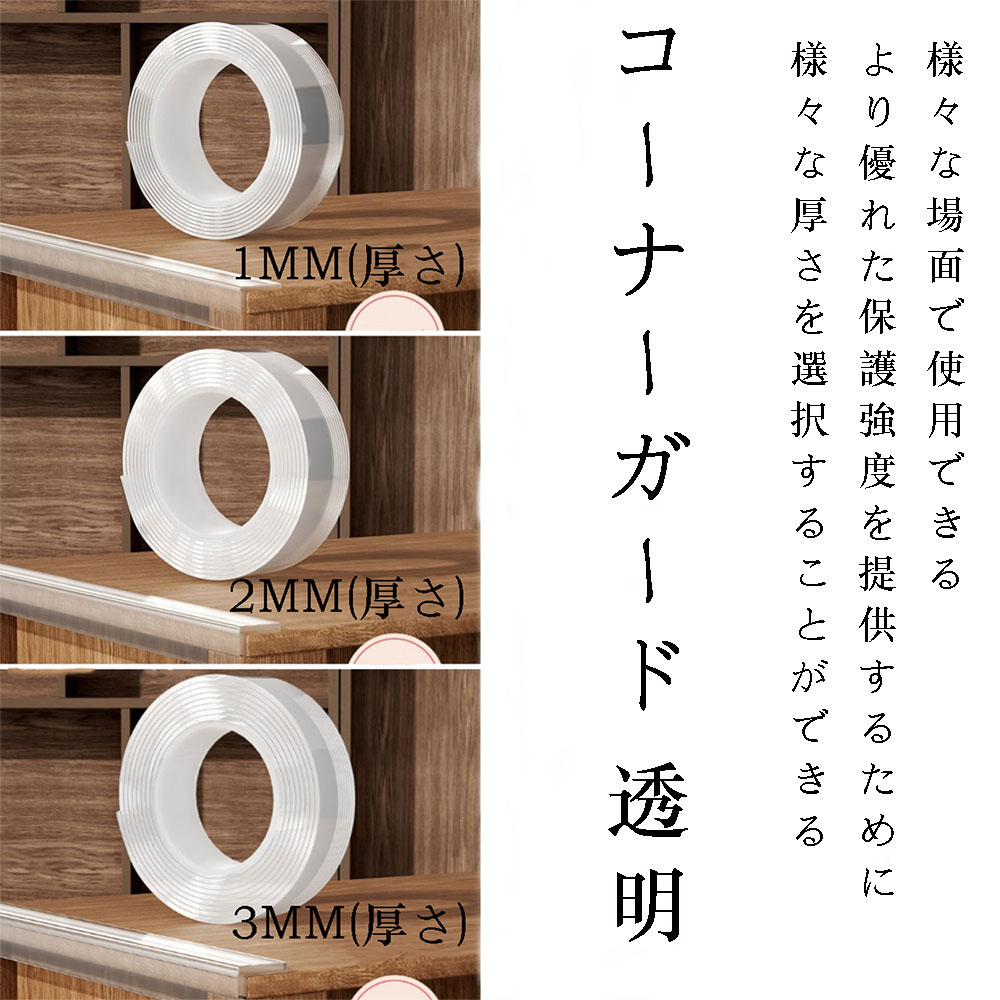 様々な場面で使用できる
より優れた保護強度を提供するために
様々な厚さを選択することができる
コーナーガード 透明
1MM(厚さ)
2MM(厚さ)
3MM(厚さ)